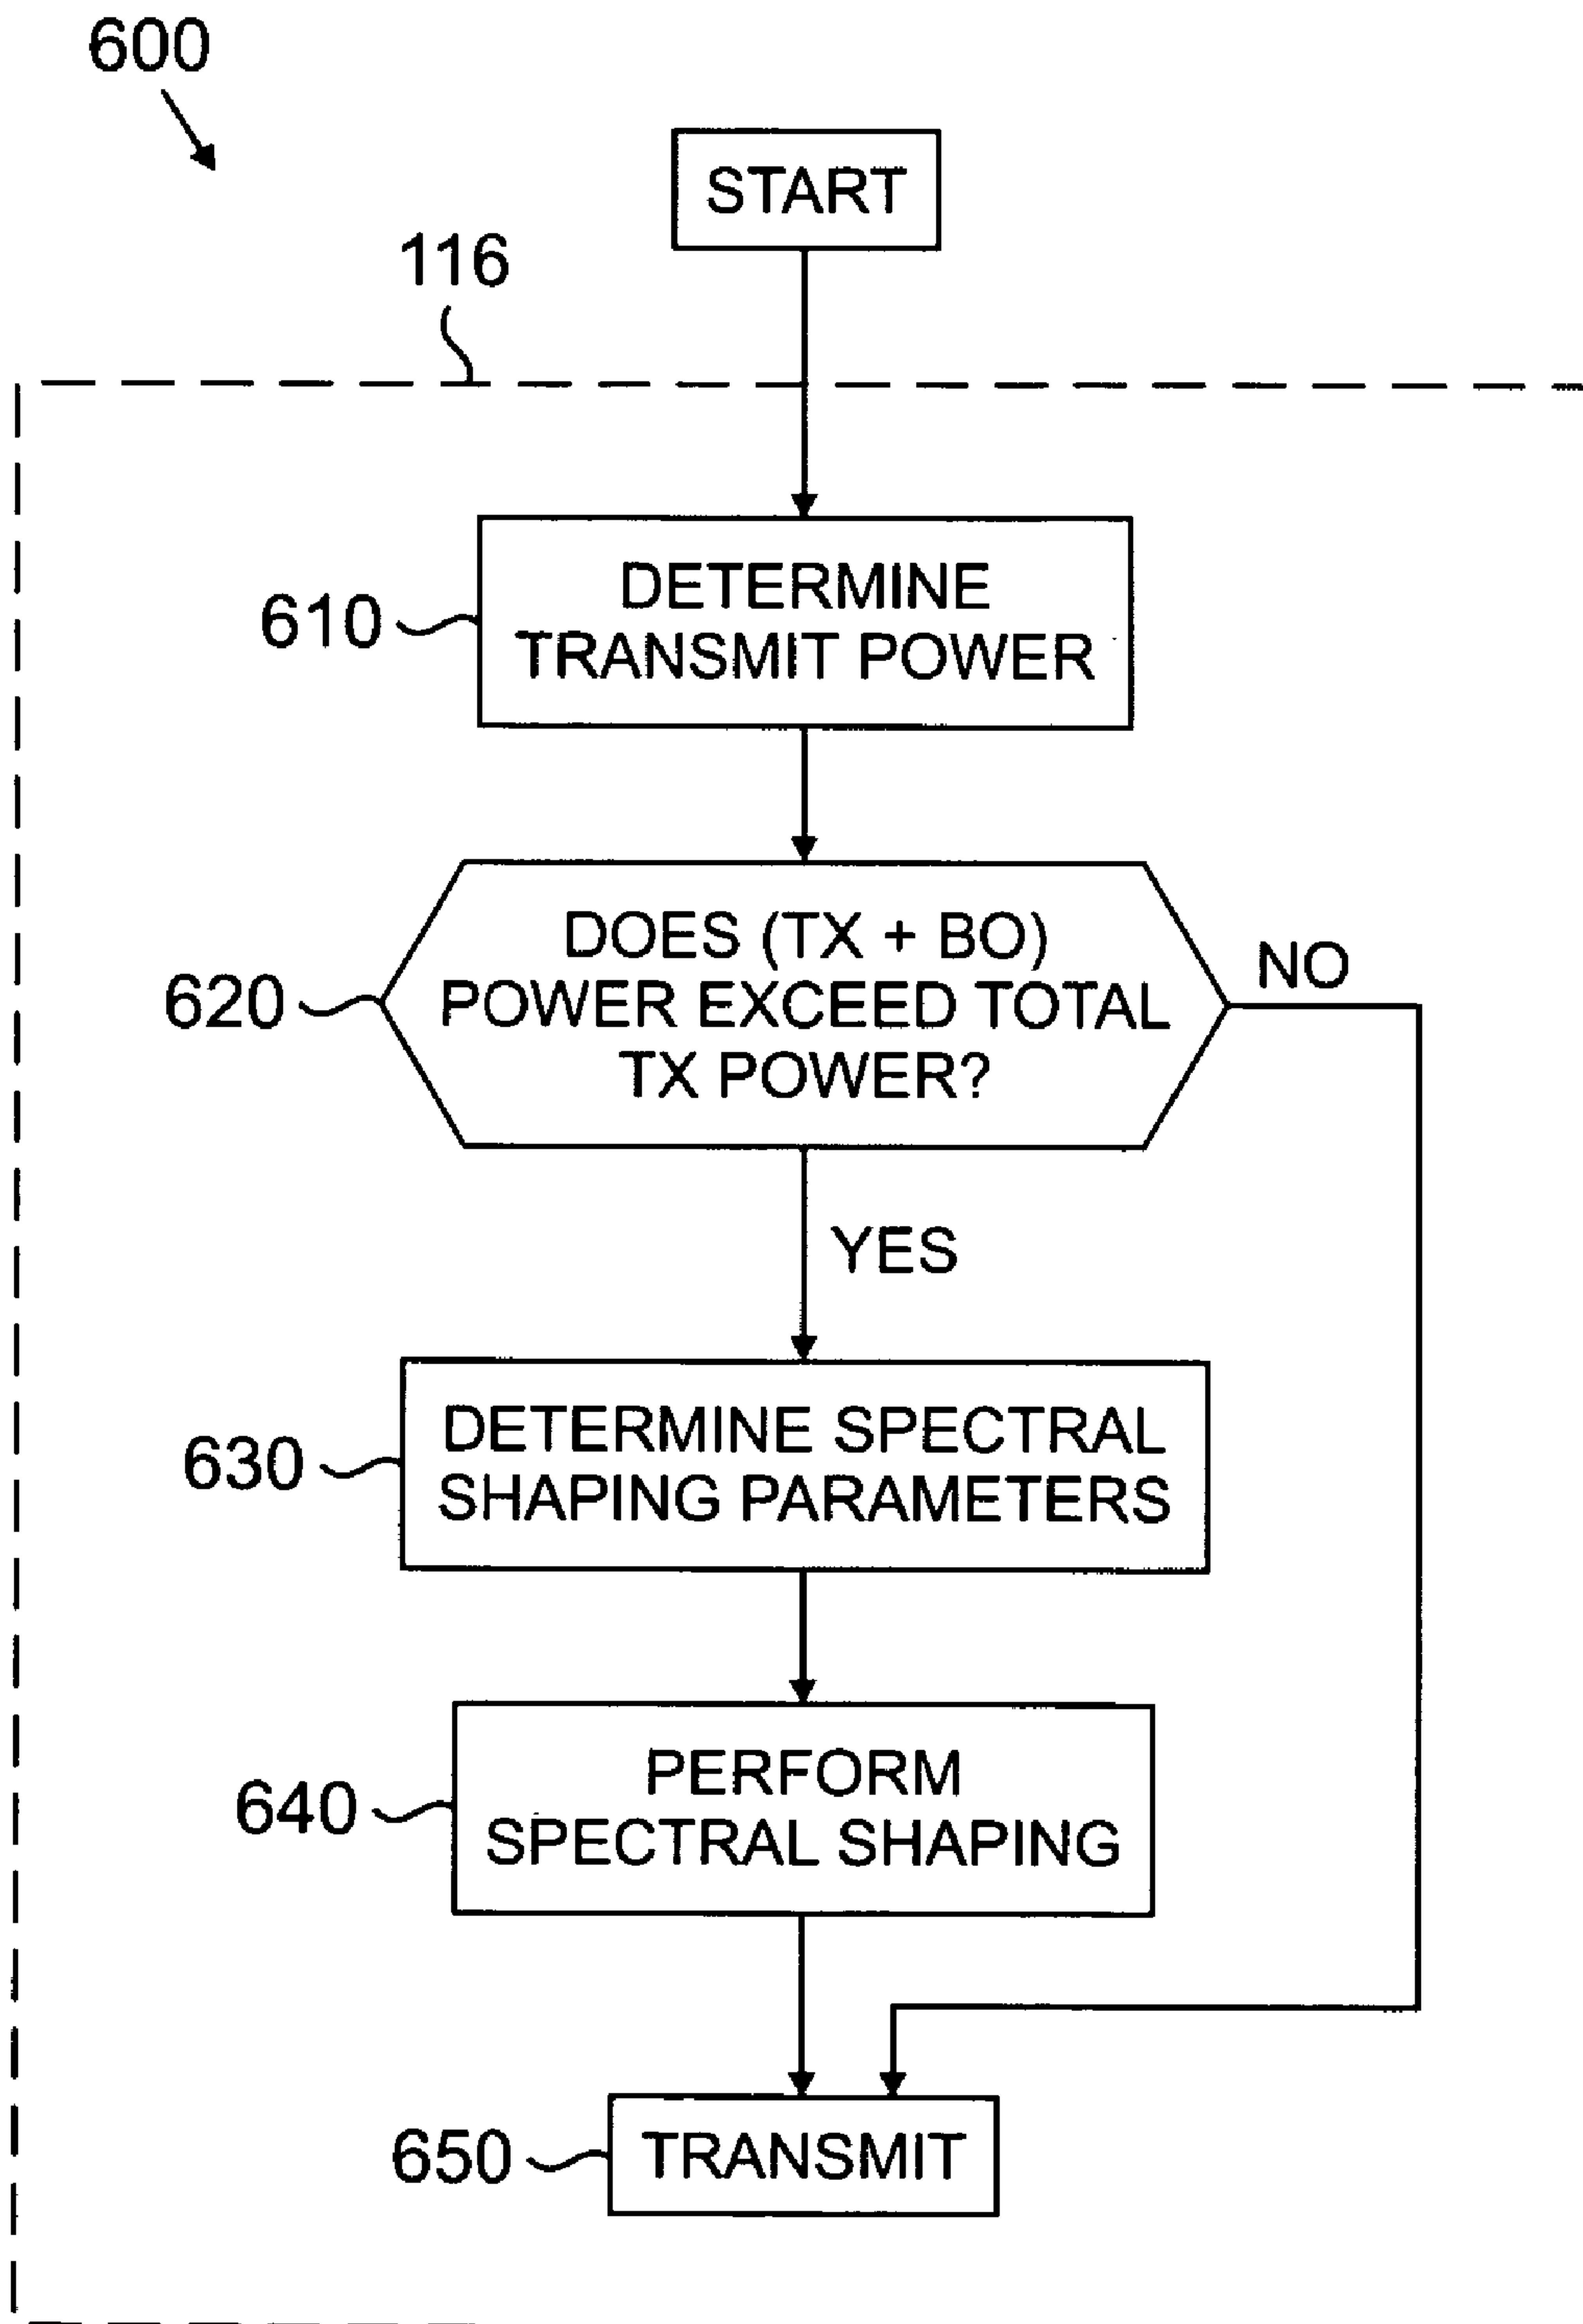 600
START
116
610
DETERMINE
TRANSMIT POWER
620
DOES (TX + BO)
POWER EXCEED TOTAL
TX POWER?
NO
YES
630
DETERMINE SPECTRAL
SHAPING PARAMETERS
640
PERFORM
SPECTRAL SHAPING
650
TRANSMIT